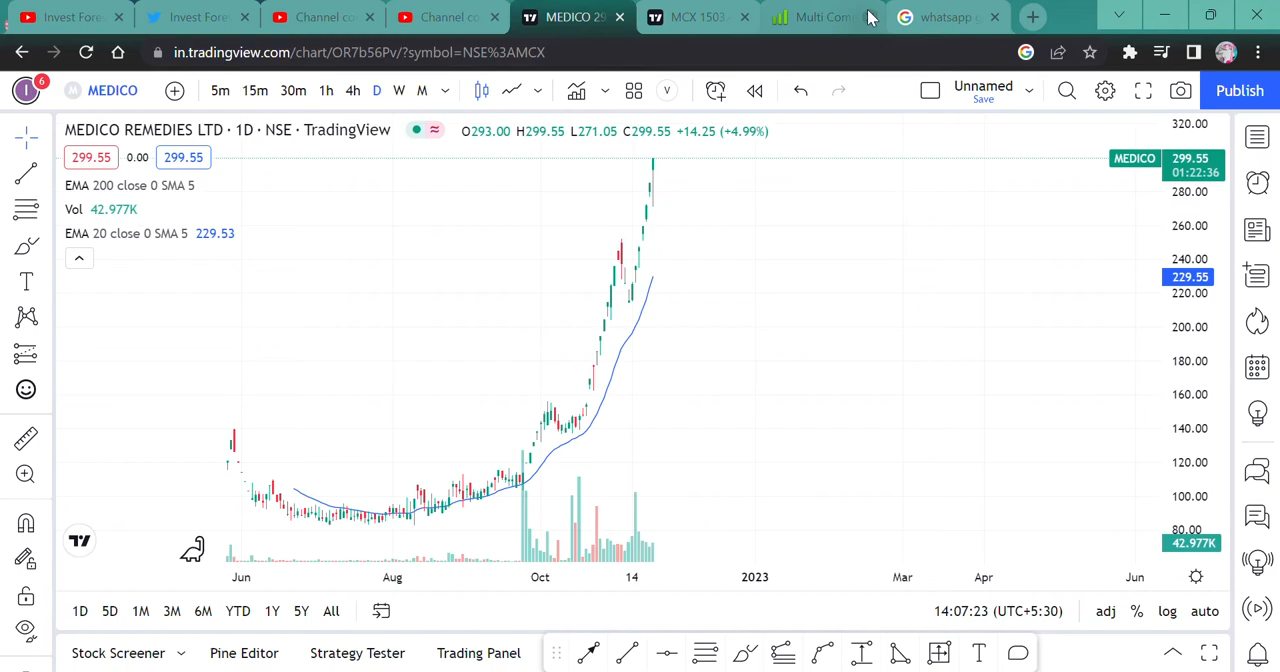 Invest Fore
Invest Fore
Channel co
Channel co
MEDICO 29
MCX 1503
Multi Com
whatsapp
in.tradingview.com/chart/OR7b56Pv/?symbol=NSE%3AMCX
I 6
M MEDICO
5m 15m 30m 1h 4h D W M
V
Unnamed
Save
Publish
MEDICO REMEDIES LTD · 1D · NSE · TradingView
O293.00 H299.55 L271.05 C299.55 +14.25 (+4.99%)
299.55 0.00 299.55
EMA 200 close 0 SMA 5
Vol 42.977K
EMA 20 close 0 SMA 5 229.53
320.00
MEDICO 299.55
01:22:36
280.00
260.00
240.00
229.55
220.00
200.00
180.00
160.00
140.00
120.00
100.00
80.00
42.977K
Jun Aug Oct 14 2023 Mar Apr Jun
1D 5D 1M 3M 6M YTD 1Y 5Y All
14:07:23 (UTC+5:30) adj % log auto
Stock Screener Pine Editor Strategy Tester Trading Panel
T